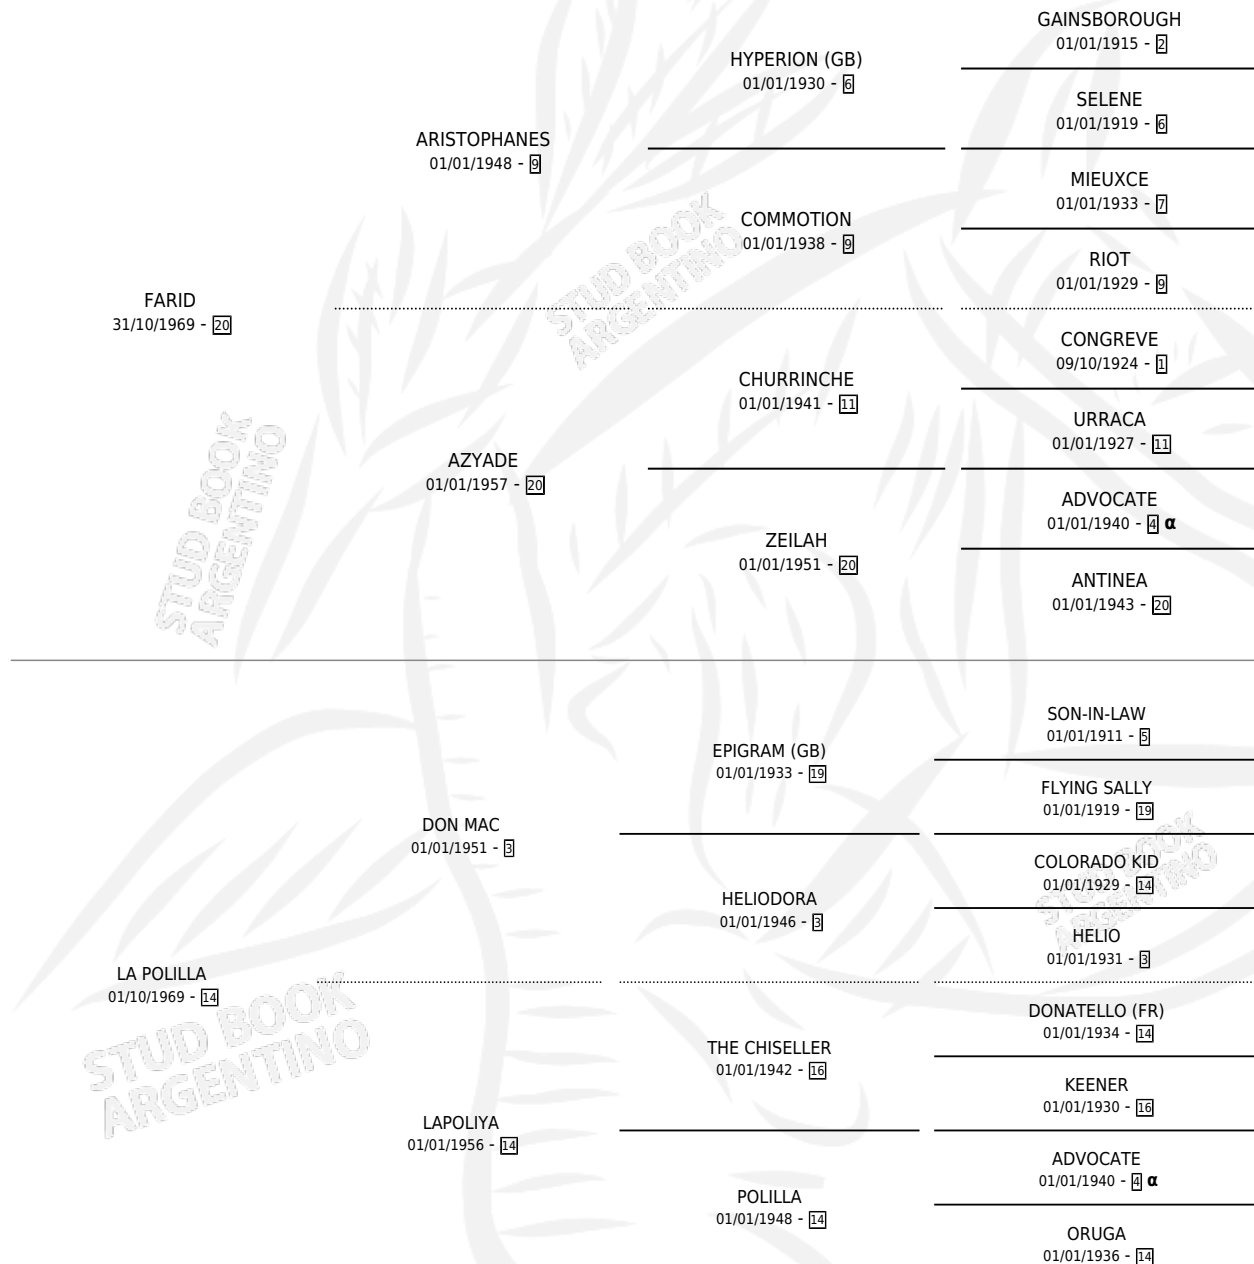 GAINSBOROUGH
01/01/1915 - 2
HYPERION (GB)
01/01/1930 - 6
SELENE
01/01/1919 - 6
ARISTOPHANES
01/01/1948 - 9
MIEUXCE
01/01/1933 - 7
COMMOTION
01/01/1938 - 9
RIOT
01/01/1929 - 9
FARID
31/10/1969 - 20
CONGREVE
09/10/1924 - 1
CHURRINCHE
01/01/1941 - 11
URRACA
01/01/1927 - 11
AZYADE
01/01/1957 - 20
ADVOCATE
01/01/1940 - 4 α
ZEILAH
01/01/1951 - 20
ANTINEA
01/01/1943 - 20
SON-IN-LAW
01/01/1911 - 5
EPIGRAM (GB)
01/01/1933 - 19
FLYING SALLY
01/01/1919 - 19
DON MAC
01/01/1951 - 3
COLORADO KID
01/01/1929 - 14
HELIODORA
01/01/1946 - 3
HELIO
01/01/1931 - 3
LA POLILLA
01/10/1969 - 14
DONATELLO (FR)
01/01/1934 - 14
THE CHISELLER
01/01/1942 - 16
KEENER
01/01/1930 - 16
LAPOLIYA
01/01/1956 - 14
ADVOCATE
01/01/1940 - 4 α
POLILLA
01/01/1948 - 14
ORUGA
01/01/1936 - 14
STUD BOOK
ARGENTINO
STUD BOOK
ARGENTINO
STUD BOOK
ARGENTINO
STUD BOOK
ARGENTINO